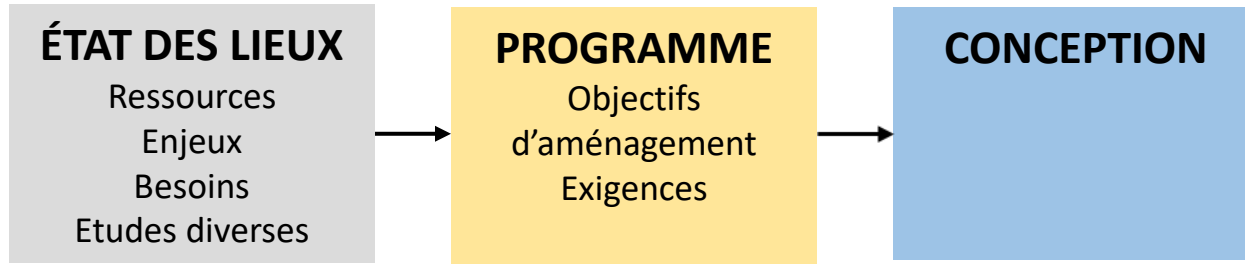 ÉTAT DES LIEUX
Ressources
Enjeux
Besoins
Etudes diverses
PROGRAMME
Objectifs
d’aménagement
Exigences
CONCEPTION